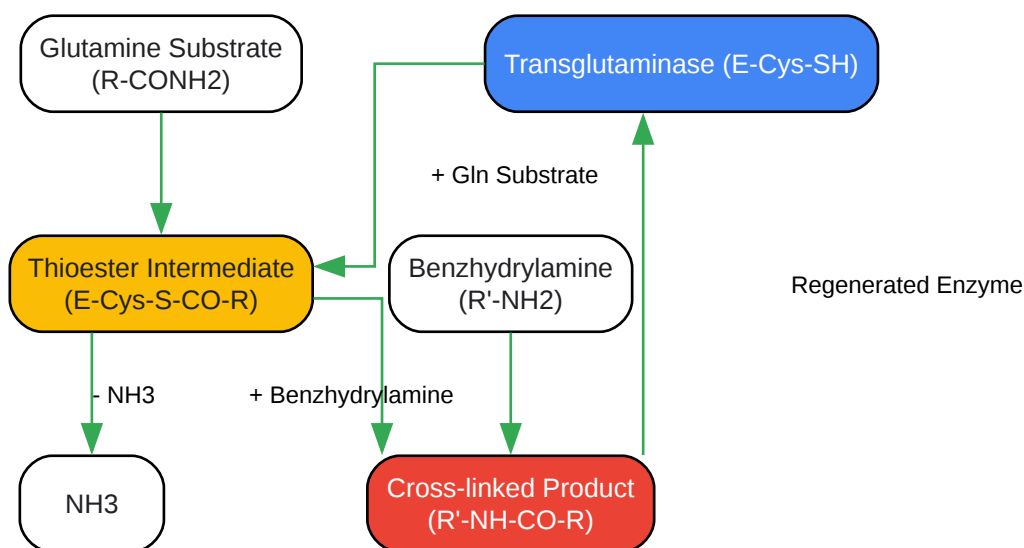 Glutamine Substrate
(R-CONH2)
Transglutaminase (E-Cys-SH)
+ Gln Substrate
Thioester Intermediate
(E-Cys-S-CO-R)
Benzhydrylamine
(R'-NH2)
Regenerated Enzyme
- NH3
+ Benzhydrylamine
NH3
Cross-linked Product
(R'-NH-CO-R)